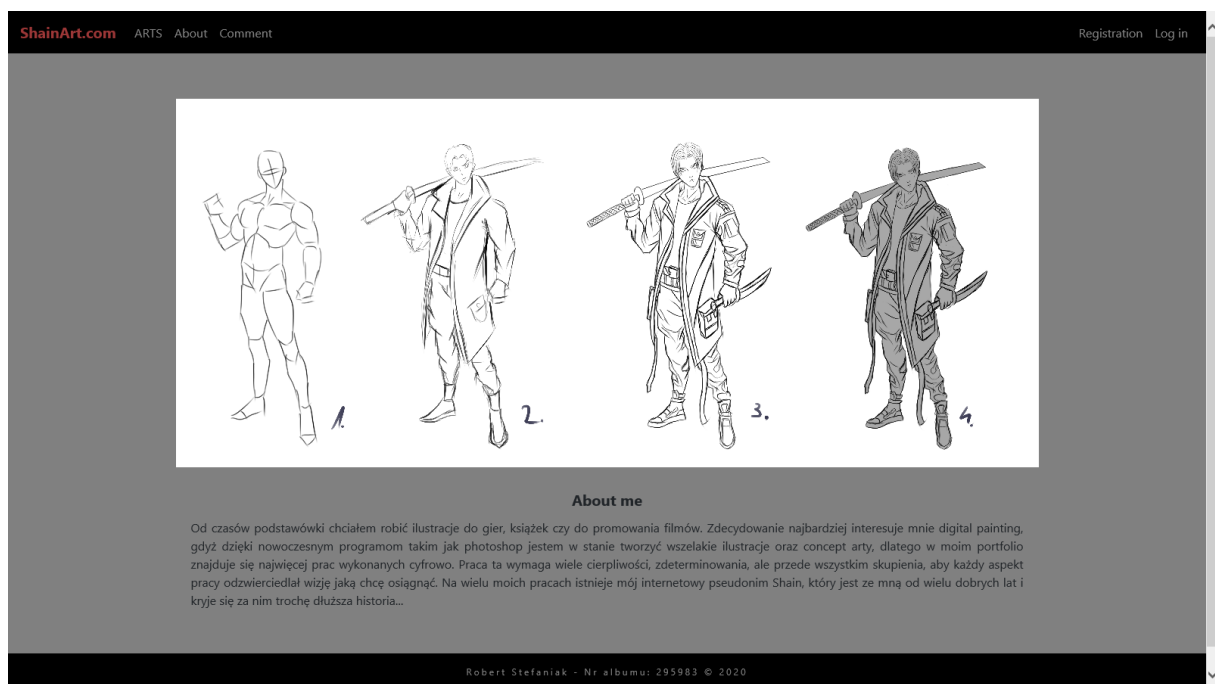 ShainArt.com ARTS About Comment Registration Log in
1. 2. 3. 4.
About me
Od czasów podstawówki chciałem robić ilustracje do gier, książek czy do promowania filmów. Zdecydowanie najbardziej interesuje mnie digital painting,
gdyż dzięki nowoczesnym programom takim jak photoshop jestem w stanie tworzyć wszelakie ilustracje oraz concept arty, dlatego w moim portfolio
znajduje się najwięcej prac wykonanych cyfrowo. Praca ta wymaga wiele cierpliwości, zdeterminowania, ale przede wszystkim skupienia, aby każdy aspekt
pracy odzwierciedlał wizję jaką chcę osiągnąć. Na wielu moich pracach istnieje mój internetowy pseudonim Shain, który jest ze mną od wielu dobrych lat i
kryje się za nim trochę dłuższa historia...
Robert Stefaniak - Nr albumu: 295983 © 2020